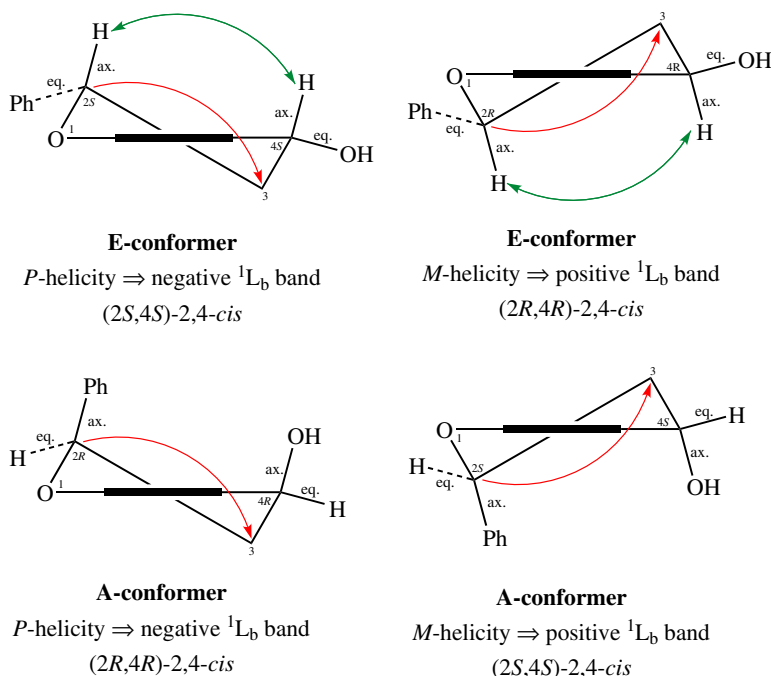 H
H
ax.
eq.
Ph
2S
ax.
O
1
eq.
4S
OH
3
E-conformer
P-helicity ⇒ negative ¹Lb band
(2S,4S)-2,4-cis
3
eq.
OH
O
1
4R
ax.
Ph
eq.
2R
H
ax.
H
E-conformer
M-helicity ⇒ positive ¹Lb band
(2R,4R)-2,4-cis
Ph
ax.
OH
eq.
H
2R
ax.
O
1
eq.
4R
H
3
A-conformer
P-helicity ⇒ negative ¹Lb band
(2R,4R)-2,4-cis
3
eq.
H
O
1
4S
ax.
H
eq.
2S
OH
ax.
Ph
A-conformer
M-helicity ⇒ positive ¹Lb band
(2S,4S)-2,4-cis